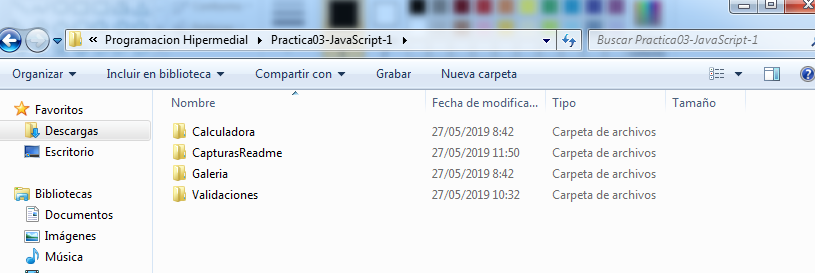 « Programacion Hipermedial ▸ Practica03-JavaScript-1 ▸ Buscar Practica03-JavaScript-1
Organizar Incluir en biblioteca Compartir con Grabar Nueva carpeta
Favoritos
Descargas
Escritorio
Bibliotecas
Documentos
Imágenes
Música
Nombre Fecha de modifica... Tipo Tamaño
Calculadora 27/05/2019 8:42 Carpeta de archivos
CapturasReadme 27/05/2019 11:50 Carpeta de archivos
Galeria 27/05/2019 8:42 Carpeta de archivos
Validaciones 27/05/2019 10:32 Carpeta de archivos